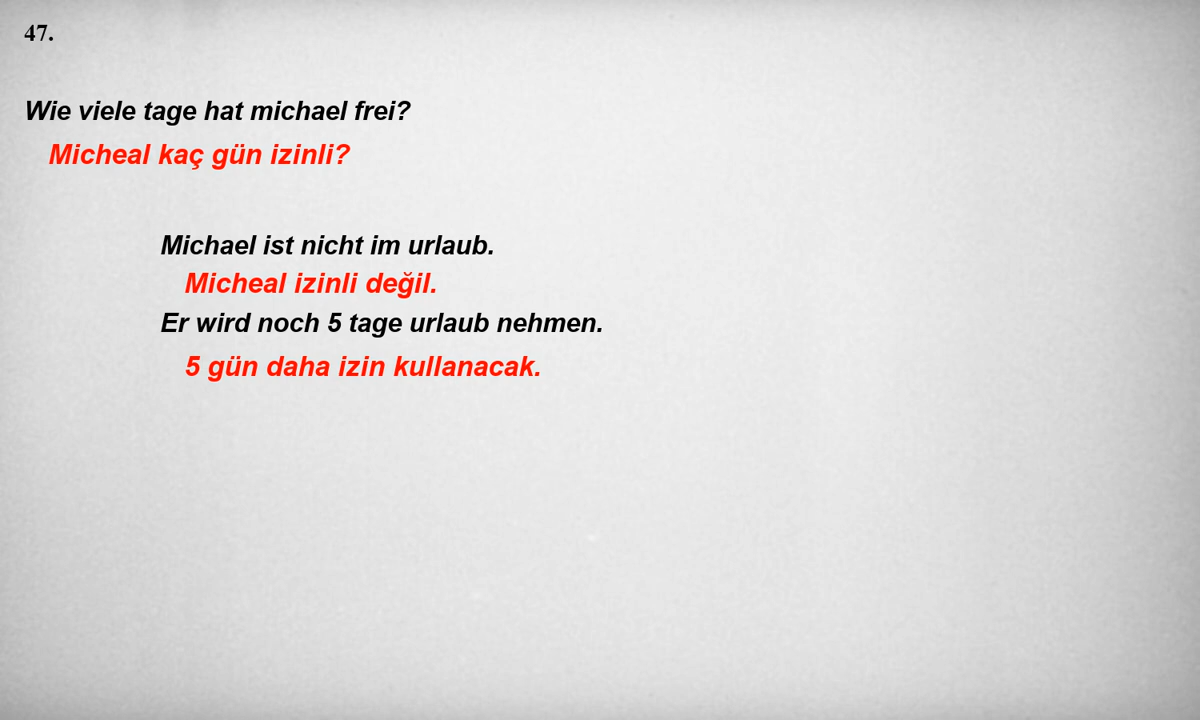 47.
Wie viele tage hat michael frei?
Micheal kaç gün izinli?
Michael ist nicht im urlaub.
Micheal izinli değil.
Er wird noch 5 tage urlaub nehmen.
5 gün daha izin kullanacak.